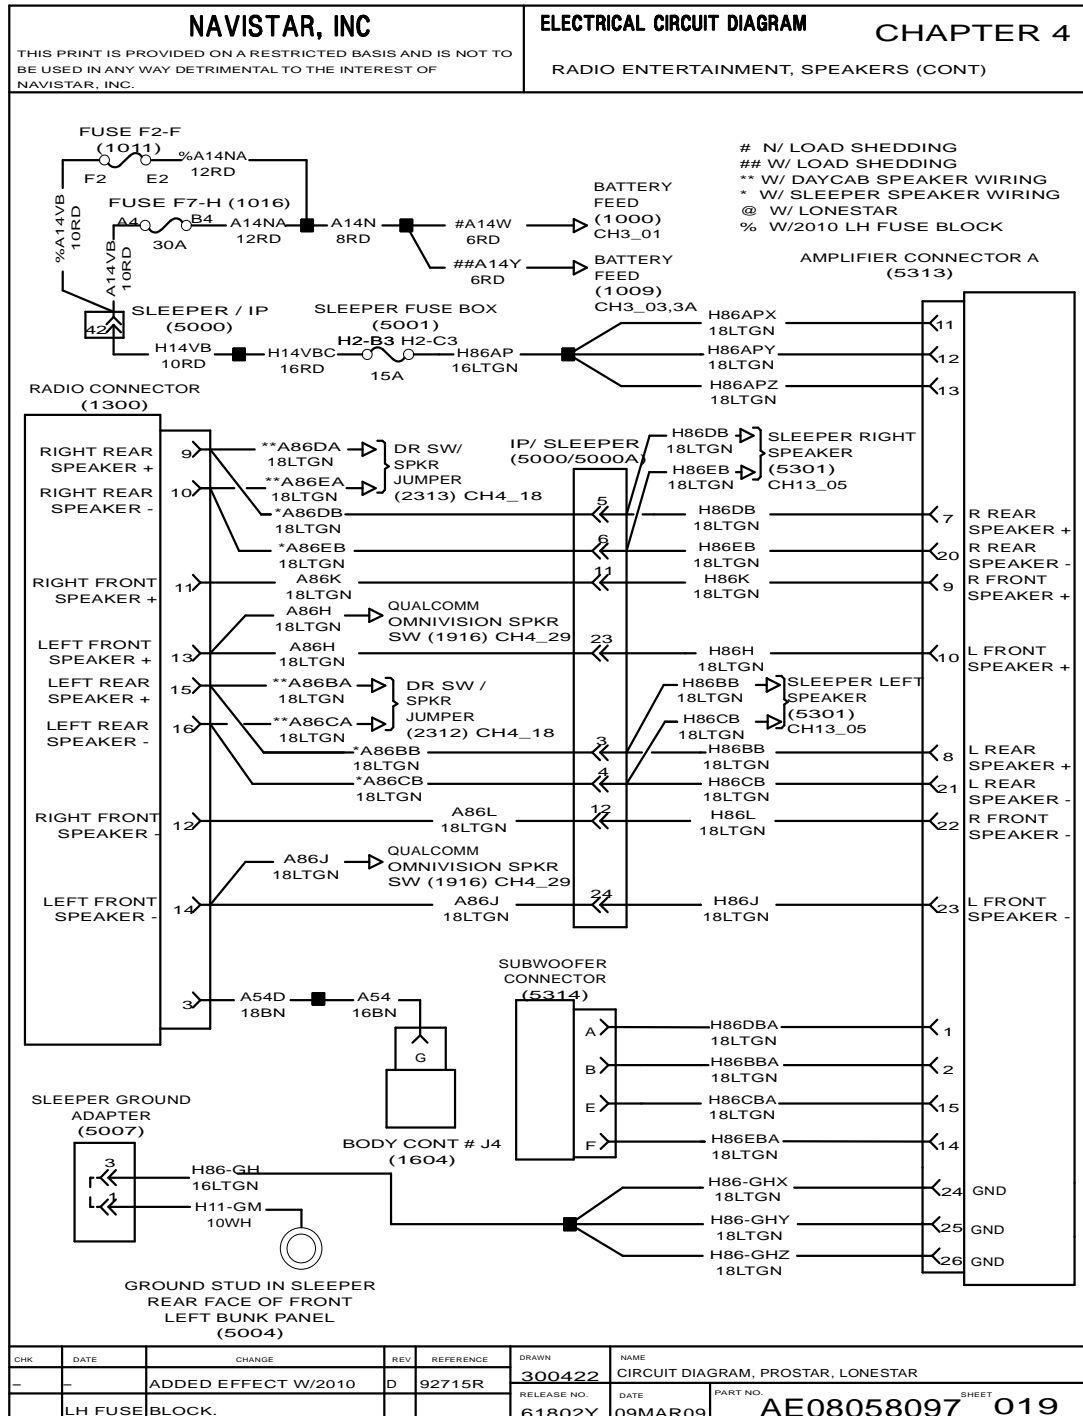 NAVISTAR, INC
THIS PRINT IS PROVIDED ON A RESTRICTED BASIS AND IS NOT TO
BE USED IN ANY WAY DETRIMENTAL TO THE INTEREST OF
NAVISTAR, INC.
ELECTRICAL CIRCUIT DIAGRAM
CHAPTER 4
RADIO ENTERTAINMENT, SPEAKERS (CONT)
FUSE F2-F
(1011)
F2 E2
%A14NA
12RD
%A14VB
10RD
FUSE F7-H (1016)
A4 B4
30A
A14NA
12RD
A14N
8RD
A14VB
10RD
#A14W
6RD
BATTERY
FEED
(1000)
CH3_01
##A14Y
6RD
BATTERY
FEED
(1009)
CH3_03,3A
# N/ LOAD SHEDDING
## W/ LOAD SHEDDING
** W/ DAYCAB SPEAKER WIRING
* W/ SLEEPER SPEAKER WIRING
@ W/ LONESTAR
% W/2010 LH FUSE BLOCK
AMPLIFIER CONNECTOR A
(5313)
42
SLEEPER / IP
(5000)
H14VB
10RD
H14VBC
16RD
SLEEPER FUSE BOX
(5001)
H2-B3 H2-C3
15A
H86AP
16LTGN
H86APX
18LTGN
11
H86APY
18LTGN
12
H86APZ
18LTGN
13
RADIO CONNECTOR
(1300)
RIGHT REAR
SPEAKER +
9
**A86DA
18LTGN
RIGHT REAR
SPEAKER -
10
**A86EA
18LTGN
DR SW/
SPKR
JUMPER
(2313) CH4_18
IP/ SLEEPER
(5000/5000A)
H86DB
18LTGN
H86EB
18LTGN
SLEEPER RIGHT
SPEAKER
(5301)
CH13_05
*A86DB
18LTGN
5
H86DB
18LTGN
7
R REAR
SPEAKER +
*A86EB
18LTGN
6
H86EB
18LTGN
20
R REAR
SPEAKER -
RIGHT FRONT
SPEAKER +
11
A86K
18LTGN
11
H86K
18LTGN
9
R FRONT
SPEAKER +
A86H
18LTGN
QUALCOMM
OMNIVISION SPKR
SW (1916) CH4_29
LEFT FRONT
SPEAKER +
13
A86H
18LTGN
23
H86H
18LTGN
10
L FRONT
SPEAKER +
LEFT REAR
SPEAKER +
15
**A86BA
18LTGN
LEFT REAR
SPEAKER -
16
**A86CA
18LTGN
DR SW /
SPKR
JUMPER
(2312) CH4_18
H86BB
18LTGN
H86CB
18LTGN
SLEEPER LEFT
SPEAKER
(5301)
CH13_05
*A86BB
18LTGN
3
H86BB
18LTGN
8
L REAR
SPEAKER +
*A86CB
18LTGN
4
H86CB
18LTGN
21
L REAR
SPEAKER -
RIGHT FRONT
SPEAKER -
12
A86L
18LTGN
12
H86L
18LTGN
22
R FRONT
SPEAKER -
A86J
18LTGN
QUALCOMM
OMNIVISION SPKR
SW (1916) CH4_29
LEFT FRONT
SPEAKER -
14
A86J
18LTGN
24
H86J
18LTGN
23
L FRONT
SPEAKER -
3
A54D
18BN
A54
16BN
G
BODY CONT # J4
(1604)
SUBWOOFER
CONNECTOR
(5314)
A
H86DBA
18LTGN
1
B
H86BBA
18LTGN
2
E
H86CBA
18LTGN
15
F
H86EBA
18LTGN
14
SLEEPER GROUND
ADAPTER
(5007)
3
H86-GH
16LTGN
1
H11-GM
10WH
GROUND STUD IN SLEEPER
REAR FACE OF FRONT
LEFT BUNK PANEL
(5004)
H86-GHX
18LTGN
24 GND
H86-GHY
18LTGN
25 GND
H86-GHZ
18LTGN
26 GND
CHK DATE CHANGE REV REFERENCE
– – ADDED EFFECT W/2010 D 92715R
LH FUSE BLOCK.
DRAWN
300422
NAME
CIRCUIT DIAGRAM, PROSTAR, LONESTAR
RELEASE NO.
61802Y
DATE
09MAR09
PART NO.
AE08058097
SHEET
019